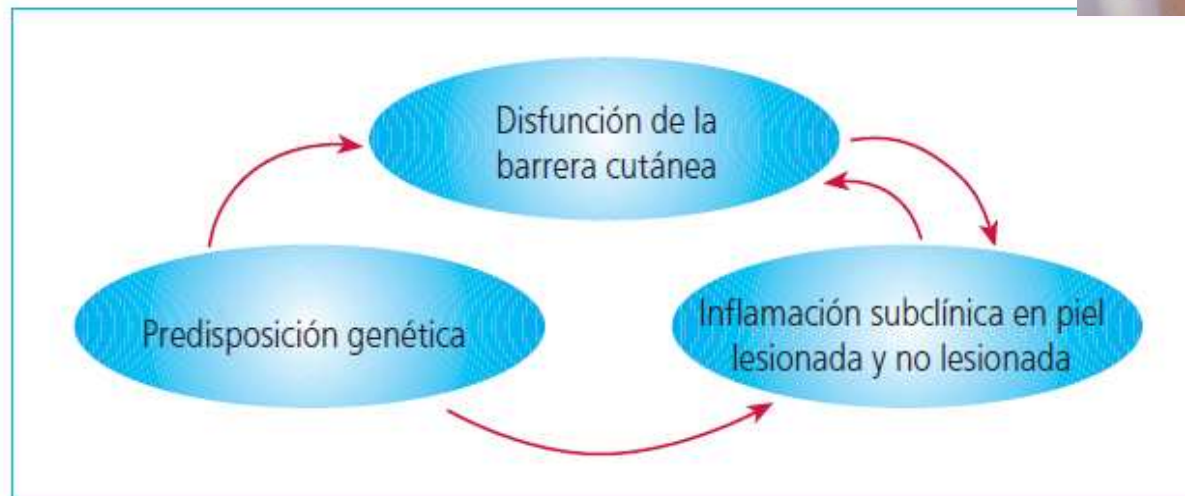 Disfunción de la
barrera cutánea
Predisposición genética
Inflamación subclínica en piel
lesionada y no lesionada